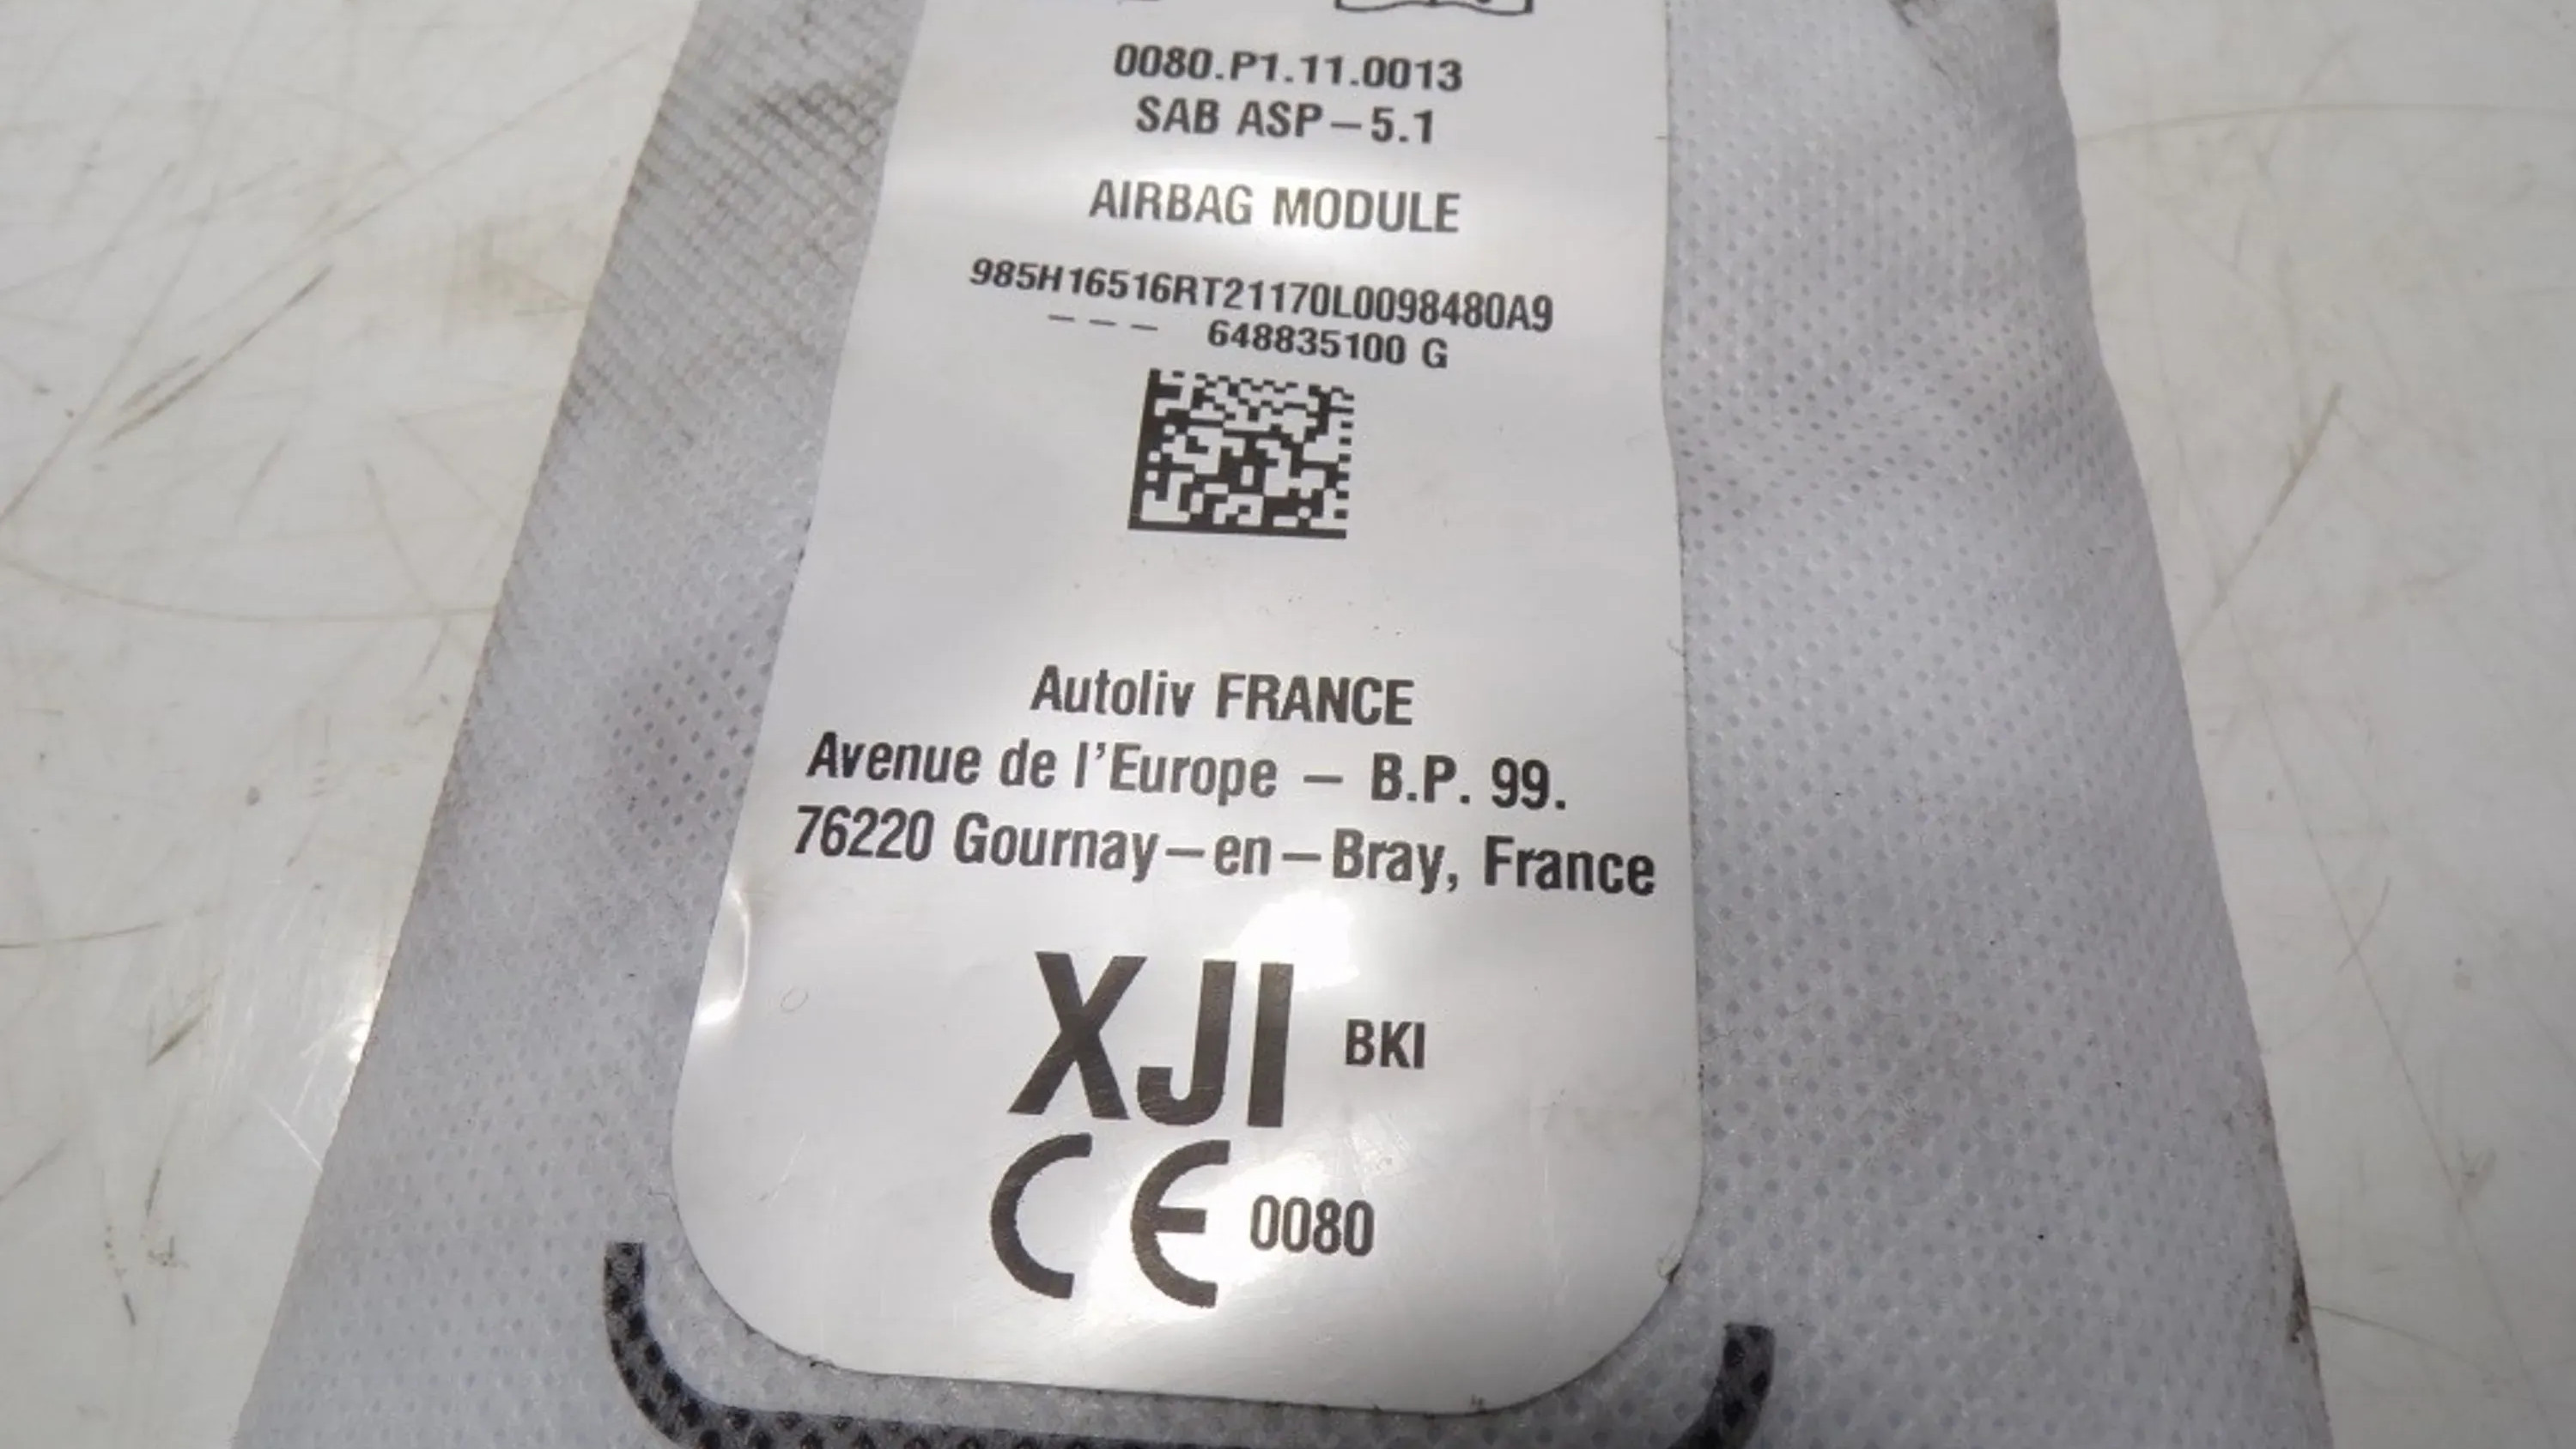 0080.P1.11.0013
SAB ASP–5.1
AIRBAG MODULE
985H16516RT21170L0098480A9
– – – 648835100 G
Autoliv FRANCE
Avenue de l'Europe – B.P. 99.
76220 Gournay–en–Bray, France
XJI BKI
CE 0080